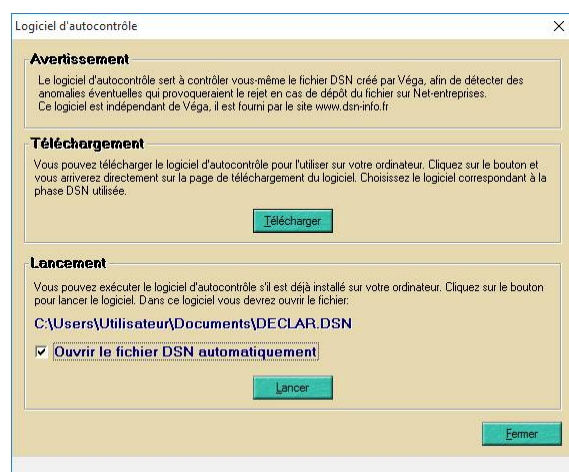 Logiciel d'autocontrôle
Avertissement
Le logiciel d'autocontrôle sert à contrôler vous-même le fichier DSN créé par Véga, afin de détecter des
anomalies éventuelles qui provoqueraient le rejet en cas de dépôt du fichier sur Net-entreprises.
Ce logiciel est indépendant de Véga, il est fourni par le site www.dsn-info.fr
Téléchargement
Vous pouvez télécharger le logiciel d'autocontrôle pour l'utiliser sur votre ordinateur. Cliquez sur le bouton et
vous arriverez directement sur la page de téléchargement du logiciel. Choisissez le logiciel correspondant à la
phase DSN utilisée.
Télécharger
Lancement
Vous pouvez exécuter le logiciel d'autocontrôle s'il est déjà installé sur votre ordinateur. Cliquez sur le bouton
pour lancer le logiciel. Dans ce logiciel vous devrez ouvrir le fichier:
C:\Users\Utilisateur\Documents\DECLAR.DSN
Ouvrir le fichier DSN automatiquement
Lancer
Fermer